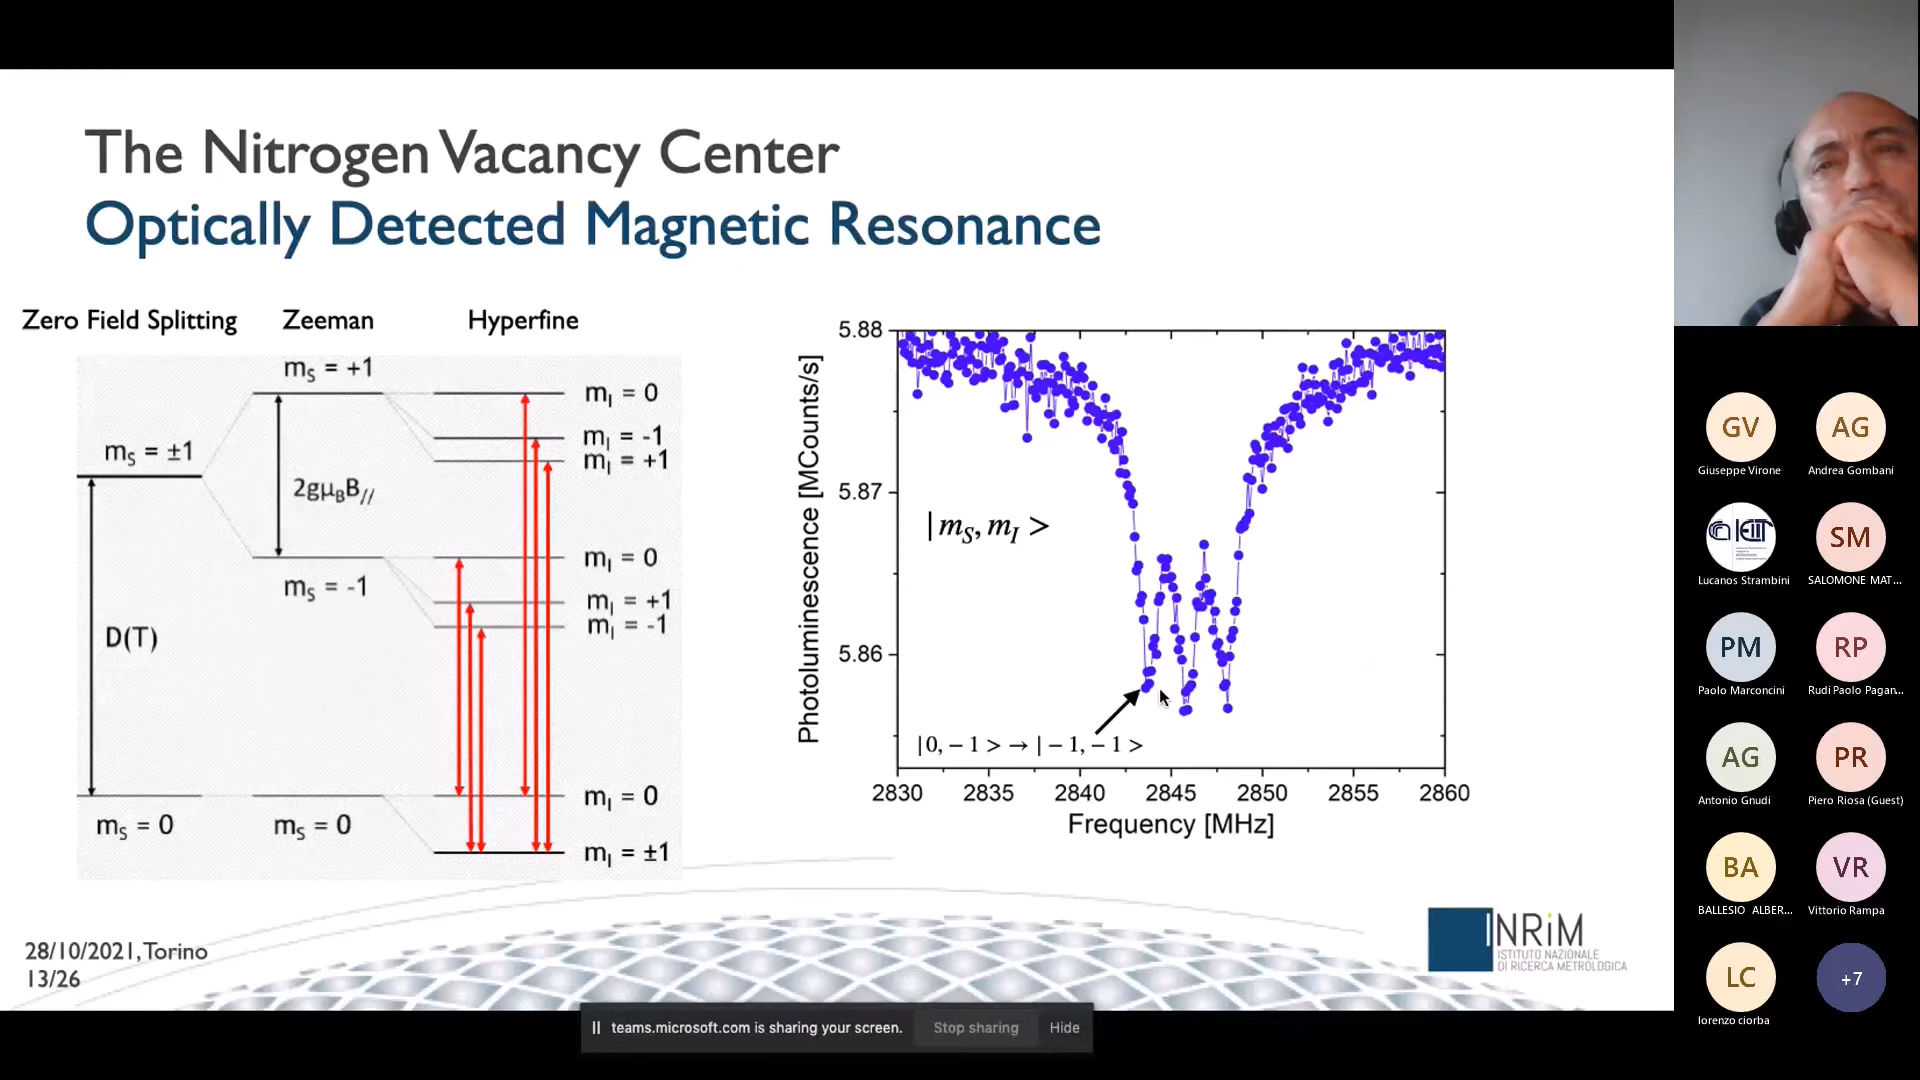 The Nitrogen Vacancy Center
Optically Detected Magnetic Resonance
Zero Field Splitting
Zeeman
Hyperfine
mS = +1
mS = ±1
2gμBB//
mS = -1
D(T)
mS = 0
mS = 0
mI = 0
mI = -1
mI = +1
mI = 0
mI = +1
mI = -1
mI = 0
mI = ±1
Photoluminescence [MCounts/s]
5.88
5.87
5.86
|mS, mI >
|0, − 1 > → | − 1, − 1 >
2830 2835 2840 2845 2850 2855 2860
Frequency [MHz]
28/10/2021, Torino
13/26
INRiM
ISTITUTO NAZIONALE
DI RICERCA METROLOGICA
teams.microsoft.com is sharing your screen.
Stop sharing
Hide
GV
Giuseppe Virone
AG
Andrea Gombani
IEIIT
Lucanos Strambini
SM
SALOMONE MAT...
PM
Paolo Marconcini
RP
Rudi Paolo Pagan...
AG
Antonio Gnudi
PR
Piero Riosa (Guest)
BA
BALLESIO ALBER...
VR
Vittorio Rampa
LC
lorenzo ciorba
+7